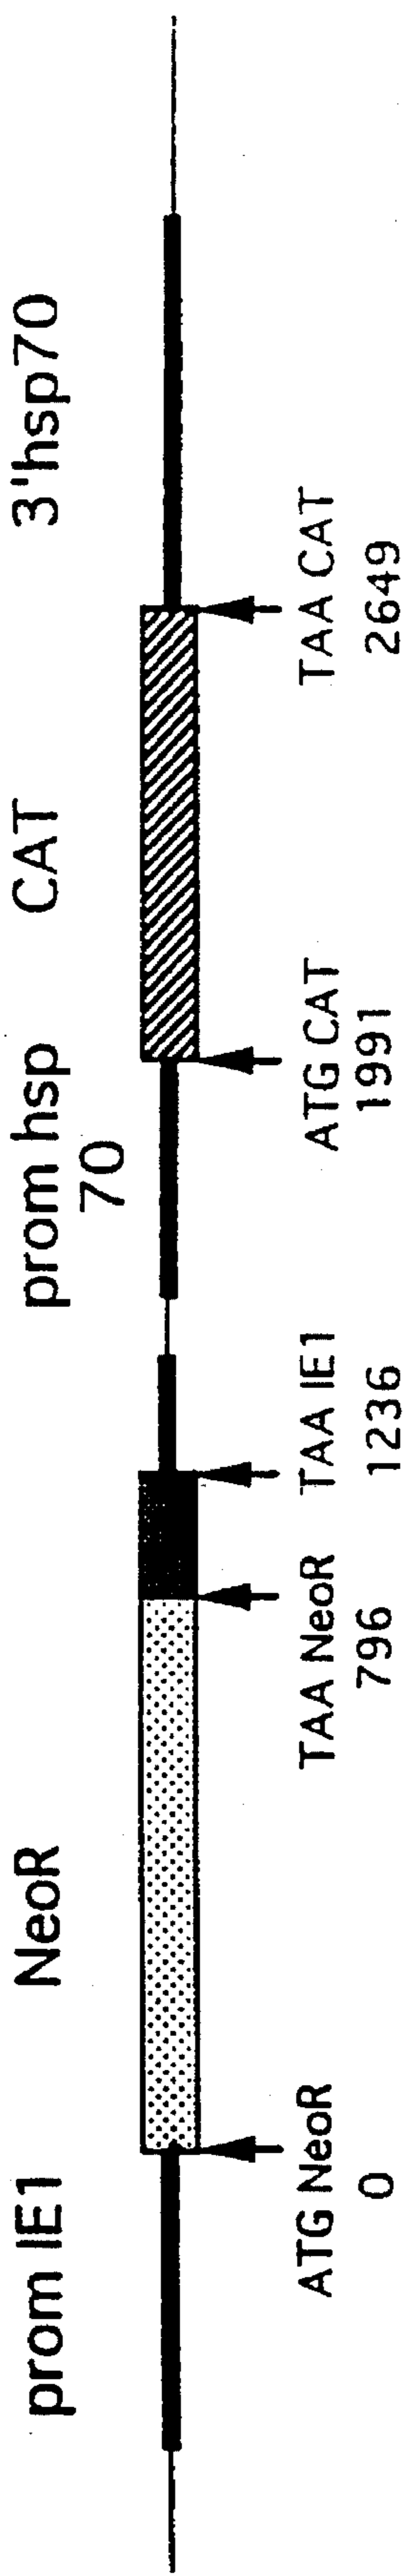 prom IE1
NeoR
prom hsp
70
CAT
3'hsp70
ATG NeoR
0
TAA NeoR
796
TAA IE1
1236
ATG CAT
1991
TAA CAT
2649